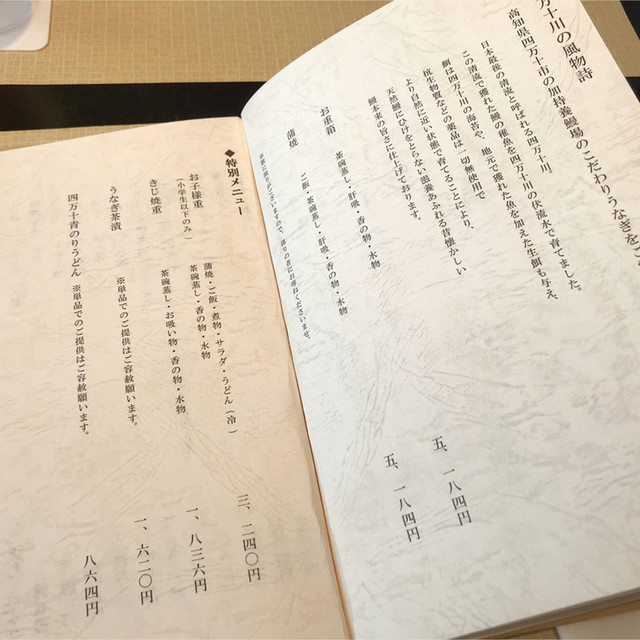 万十川の風物詩
高知県四万十市の加持養鰻場のこだわりうなぎをご
日本最後の清流と呼ばれる四万十川。
この清流で獲れた鰻の稚魚を四万十川の伏流水で育てました。
餌は四万十川の海苔や、地元で獲れた魚を加えた生餌も与え、
抗生物質などの薬品は一切無使用で
より自然に近い状態で育てることにより、
天然鰻にひけをとらない滋養あふれる昔懐かしい
鰻本来の旨さに仕上げております。
お重箱
茶碗蒸し・肝吸・香の物・水物
五、一八四円
蒲焼
ご飯・茶碗蒸し・肝吸・香の物・水物
五、一八四円
◆特別メニュー
お子様重
(小学生以下のみ)
蒲焼・ご飯・煮物・サラダ・うどん(冷)
茶碗蒸し・香の物・水物
三、二四〇円
きじ焼重
茶碗蒸し・お吸い物・香の物・水物
一、八三六円
うなぎ茶漬
※単品でのご提供はご容赦願います。
一、六二〇円
四万十青のりうどん
※単品でのご提供はご容赦願います。
八六四円